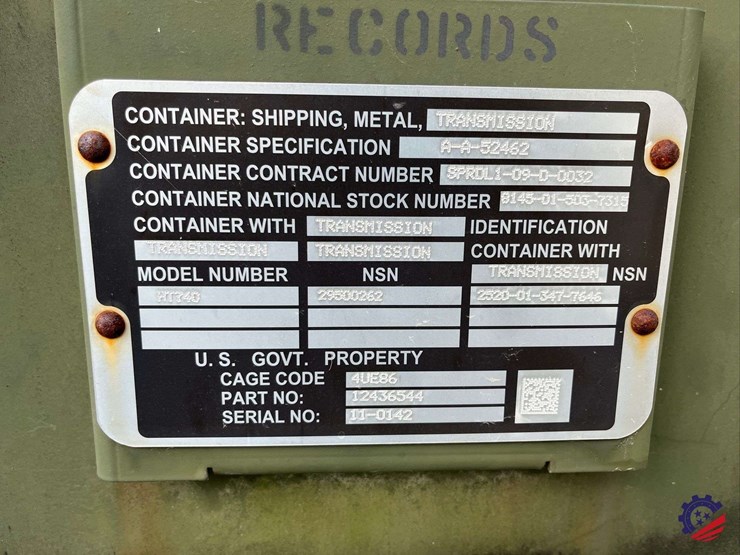 RECORDS
CONTAINER: SHIPPING, METAL, TRANSMISSION
CONTAINER SPECIFICATION A-A-52462
CONTAINER CONTRACT NUMBER SPRDL1-09-D-0032
CONTAINER NATIONAL STOCK NUMBER 8145-01-503-7315
CONTAINER WITH TRANSMISSION IDENTIFICATION
TRANSMISSION TRANSMISSION CONTAINER WITH
MODEL NUMBER NSN TRANSMISSION NSN
HT740 29500262 2520-01-347-7646
U. S. GOVT. PROPERTY
CAGE CODE 4UE86
PART NO: 12436544
SERIAL NO: 11-0142